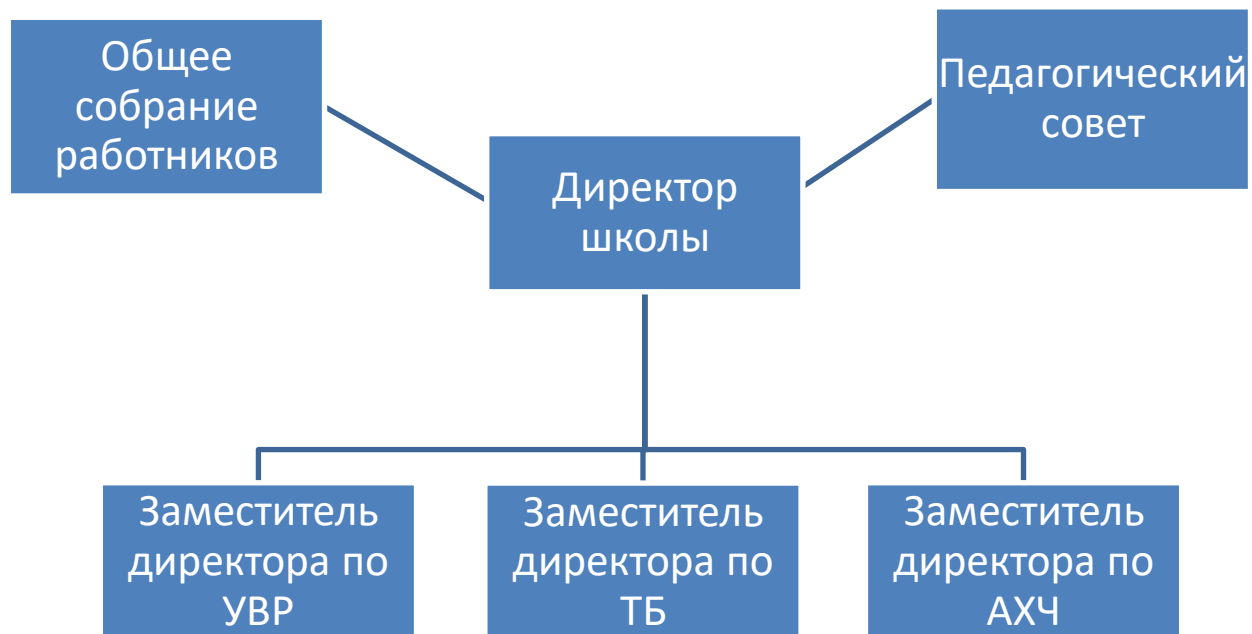 Общее
собрание
работников
Педагогический
совет
Директор
школы
Заместитель
директора по
УВР
Заместитель
директора по
ТБ
Заместитель
директора по
АХЧ